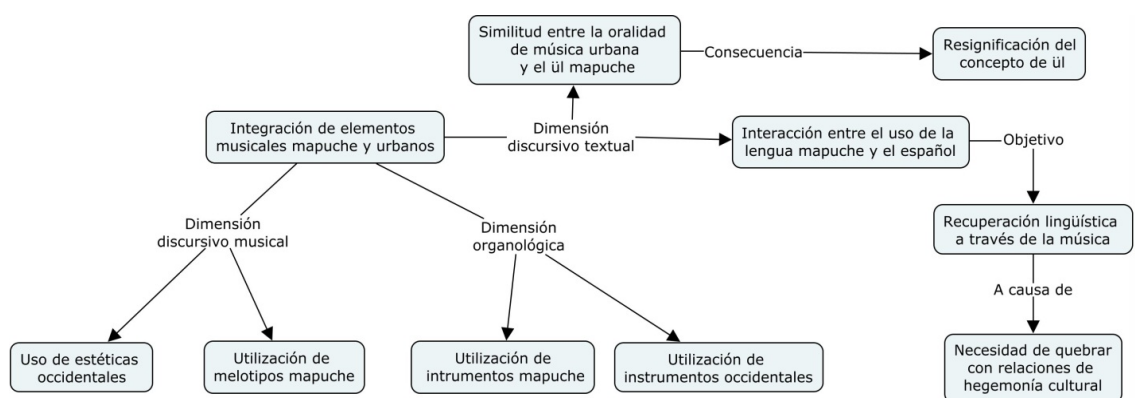 Similitud entre la oralidad
de música urbana
y el ül mapuche
Consecuencia
Resignificación del
concepto de ül
Integración de elementos
musicales mapuche y urbanos
Dimensión
discursivo textual
Interacción entre el uso de la
lengua mapuche y el español
Objetivo
Dimensión
discursivo musical
Dimensión
organológica
Recuperación lingüística
a través de la música
A causa de
Uso de estéticas
occidentales
Utilización de
melotipos mapuche
Utilización de
intrumentos mapuche
Utilización de
instrumentos occidentales
Necesidad de quebrar
con relaciones de
hegemonía cultural